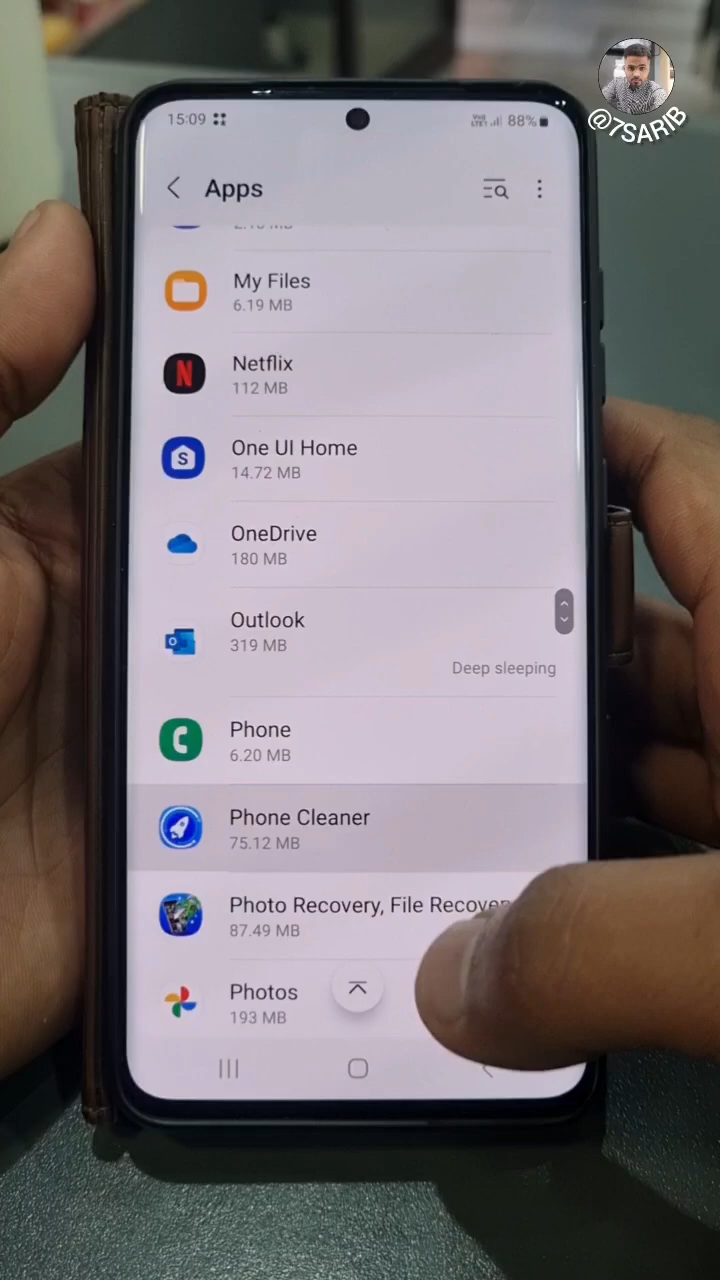 @7SARIB
15:09
88%
Apps
My Files
6.19 MB
Netflix
112 MB
One UI Home
14.72 MB
OneDrive
180 MB
Outlook
319 MB
Deep sleeping
Phone
6.20 MB
Phone Cleaner
75.12 MB
Photo Recovery, File Recover
87.49 MB
Photos
193 MB